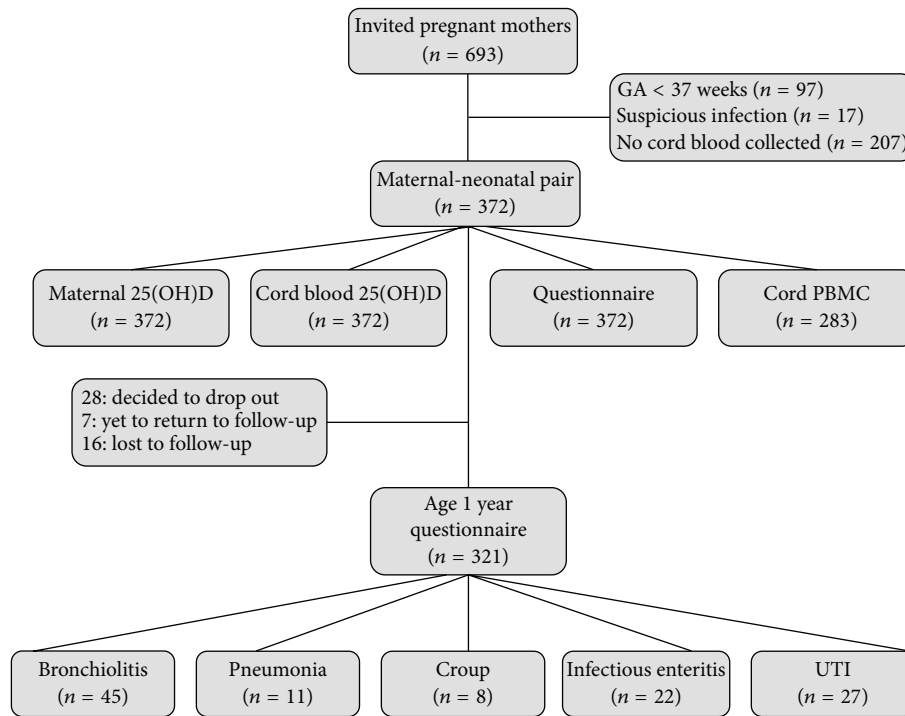 Invited pregnant mothers
(n = 693)
GA < 37 weeks (n = 97)
Suspicious infection (n = 17)
No cord blood collected (n = 207)
Maternal-neonatal pair
(n = 372)
Maternal 25(OH)D
(n = 372)
Cord blood 25(OH)D
(n = 372)
Questionnaire
(n = 372)
Cord PBMC
(n = 283)
28: decided to drop out
7: yet to return to follow-up
16: lost to follow-up
Age 1 year
questionnaire
(n = 321)
Bronchiolitis
(n = 45)
Pneumonia
(n = 11)
Croup
(n = 8)
Infectious enteritis
(n = 22)
UTI
(n = 27)